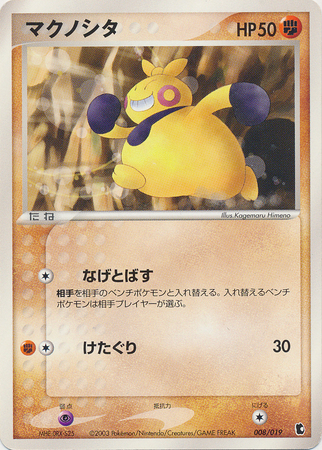 マクノシタ HP50
たね
Illus. Kagemaru Himeno
なげとばす
相手を相手のベンチポケモンと入れ替える。入れ替えるベンチ
ポケモンは相手プレイヤーが選ぶ。
けたぐり 30
弱点 抵抗力 にげる
©2003 Pokémon/Nintendo/Creatures/GAME FREAK.
008/019